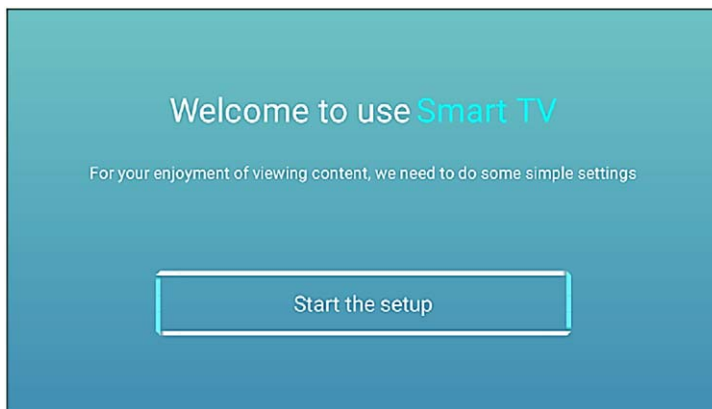 Welcome to use Smart TV
For your enjoyment of viewing content, we need to do some simple settings
Start the setup